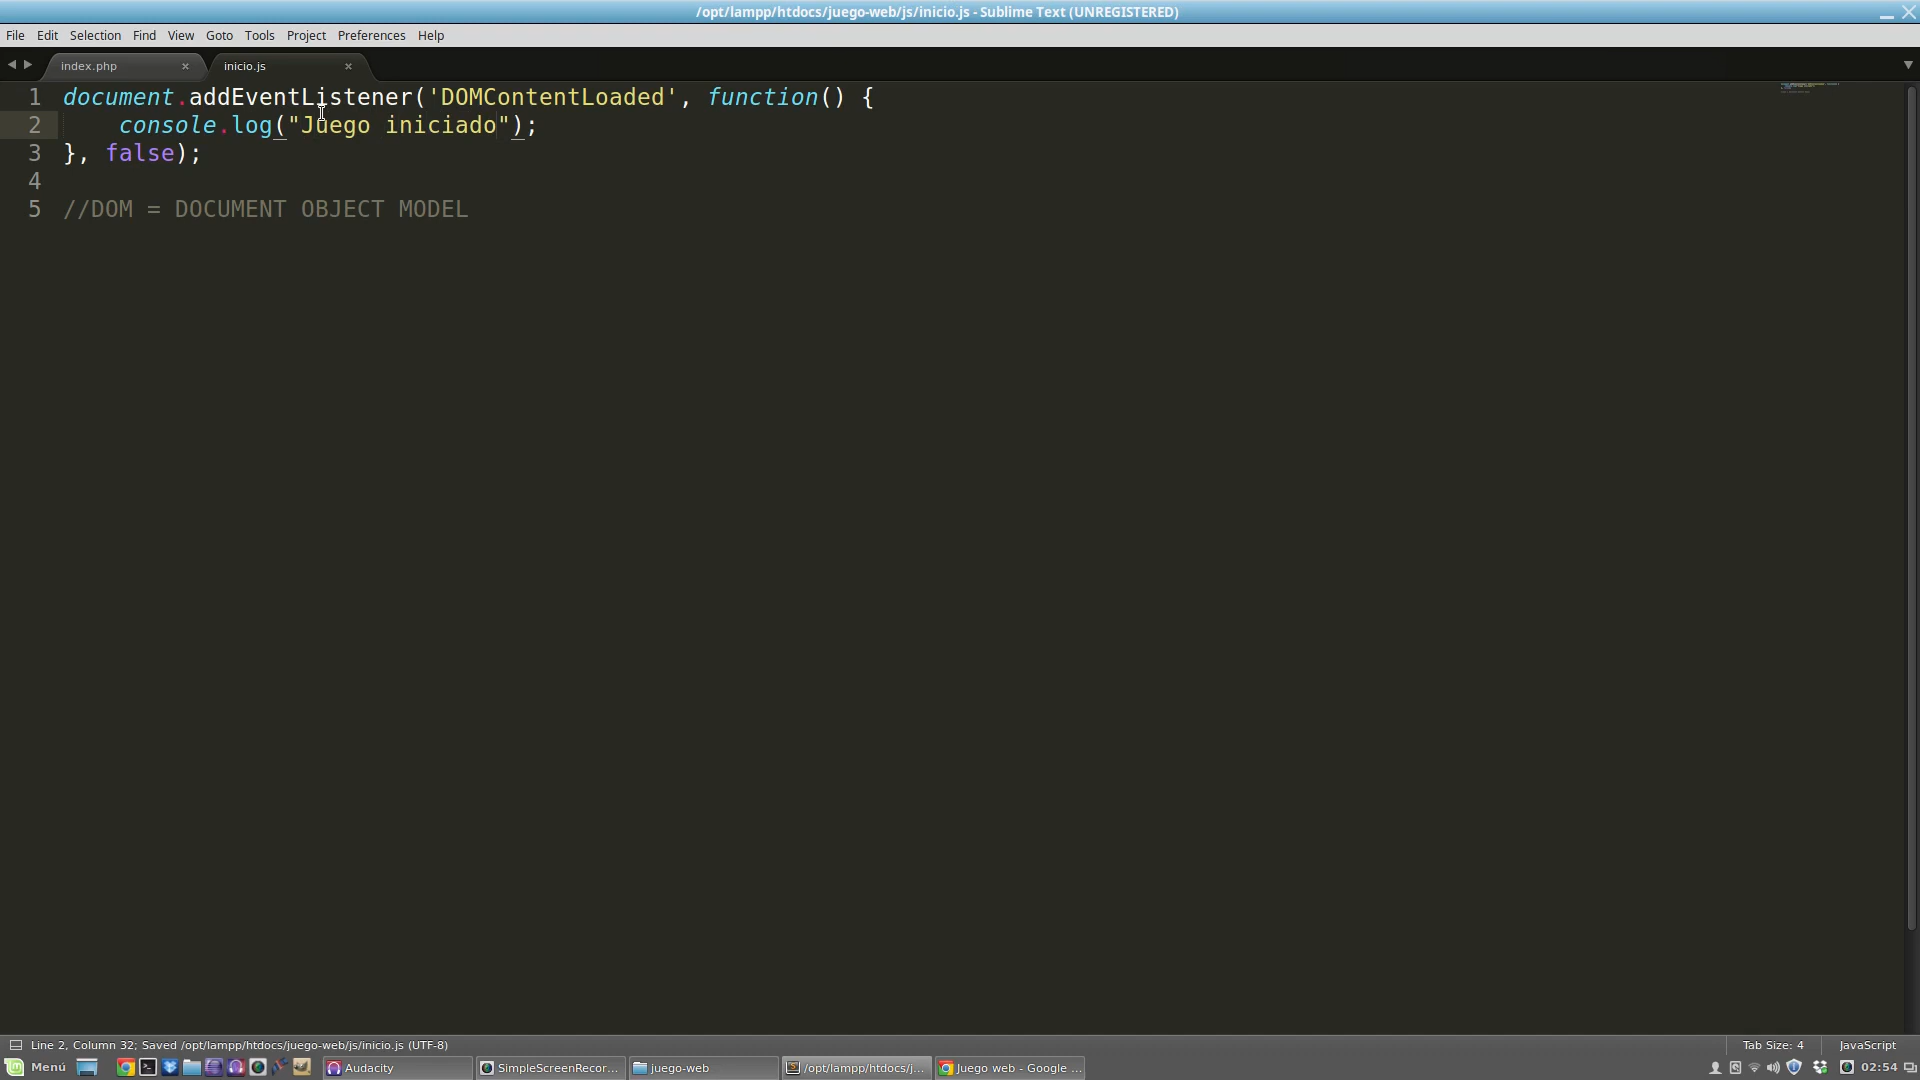 /opt/lampp/htdocs/juego-web/js/inicio.js - Sublime Text (UNREGISTERED)
File Edit Selection Find View Goto Tools Project Preferences Help
index.php inicio.js
1 document.addEventListener('DOMContentLoaded', function() {
2 console.log("Juego iniciado");
3 }, false);
4
5 //DOM = DOCUMENT OBJECT MODEL
Line 2, Column 32; Saved /opt/lampp/htdocs/juego-web/js/inicio.js (UTF-8) Tab Size: 4 JavaScript
Menú Audacity SimpleScreenRecor... juego-web /opt/lampp/htdocs/j... Juego web - Google ... 02:54